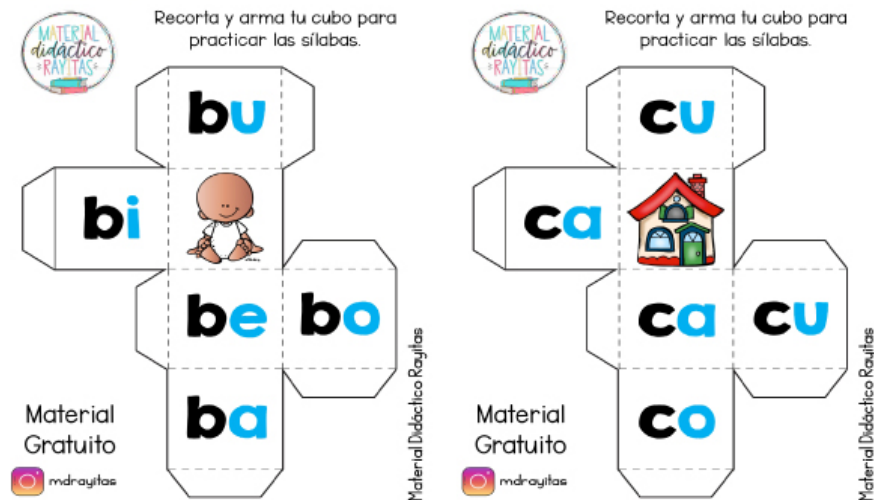 MATERIAL
didáctico
RAYITAS
Recorta y arma tu cubo para
practicar las sílabas.
bu
bi
be bo
ba
Material
Gratuito
mdrayitas
Material Didáctico Rayitas
MATERIAL
didáctico
RAYITAS
Recorta y arma tu cubo para
practicar las sílabas.
cu
ca
ca cu
co
Material
Gratuito
mdrayitas
Material Didáctico Rayitas